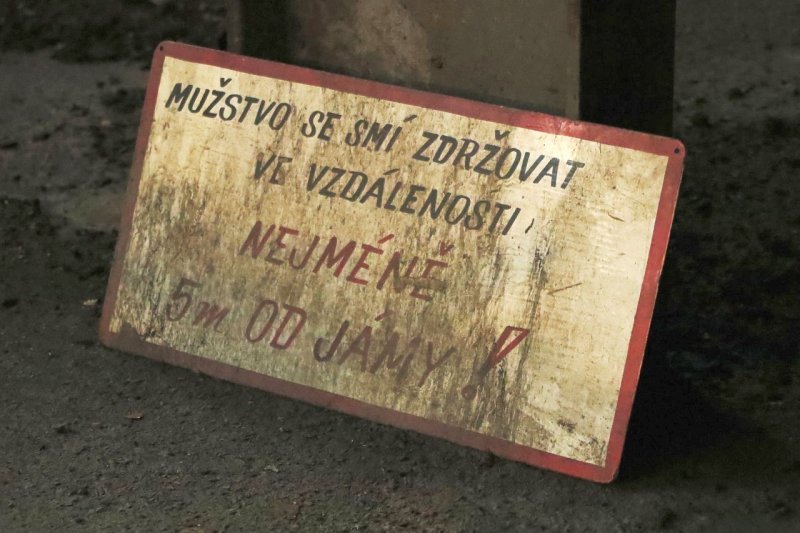 MUŽSTVO SE SMÍ ZDRŽOVAT
VE VZDÁLENOSTI
NEJMÉNĚ
5m OD JÁMY!